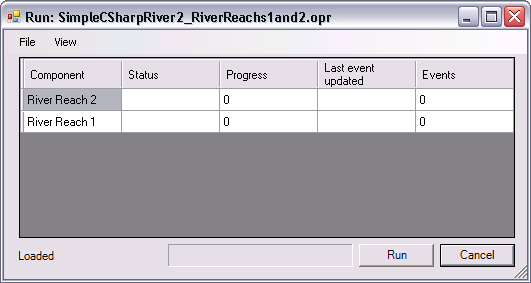 Run: SimpleCSharpRiver2_RiverReachs1and2.opr
File View
Component Status Progress Last event updated Events
River Reach 2 0 0
River Reach 1 0 0
Loaded Run Cancel